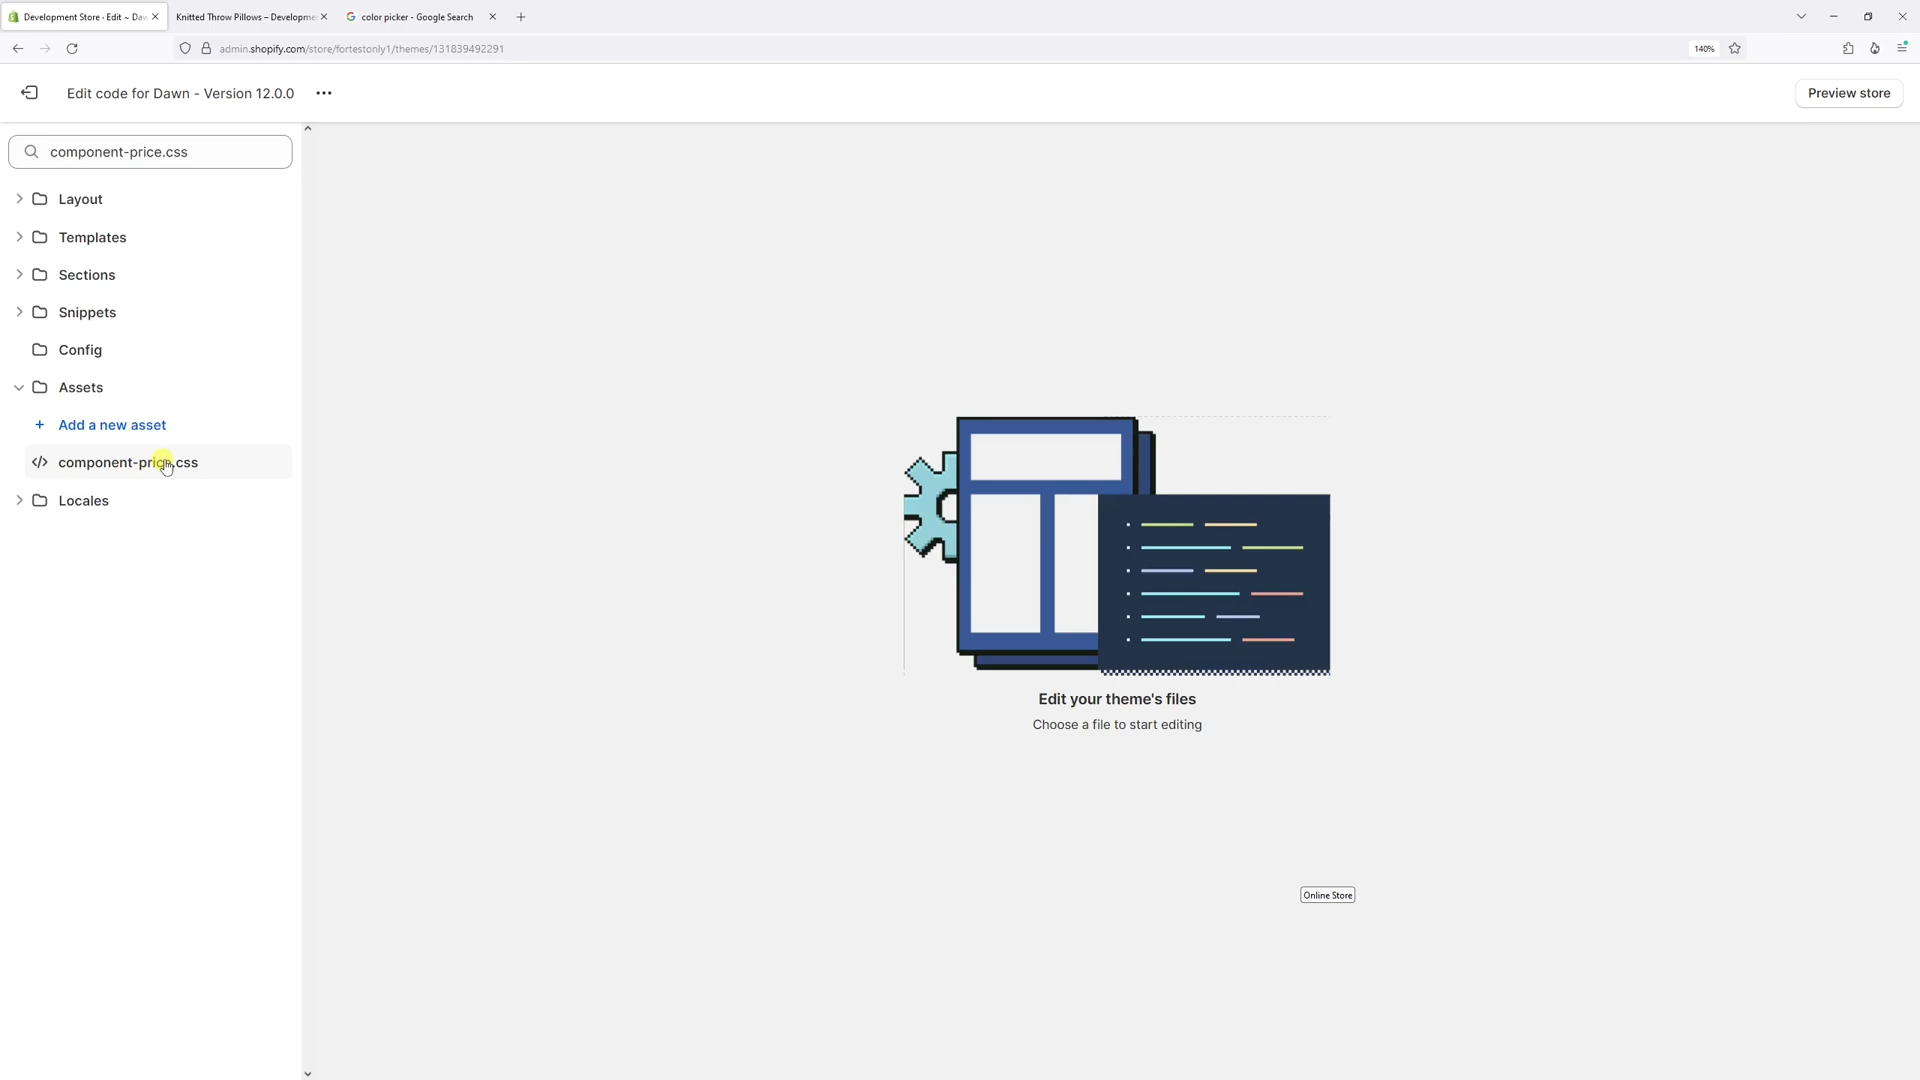 Development Store · Edit ~ Da
Knitted Throw Pillows – Developme
color picker - Google Search
admin.shopify.com/store/fortestonly1/themes/131839492291
140%
Edit code for Dawn - Version 12.0.0
Preview store
component-price.css
Layout
Templates
Sections
Snippets
Config
Assets
Add a new asset
component-price.css
Locales
Edit your theme's files
Choose a file to start editing
Online Store